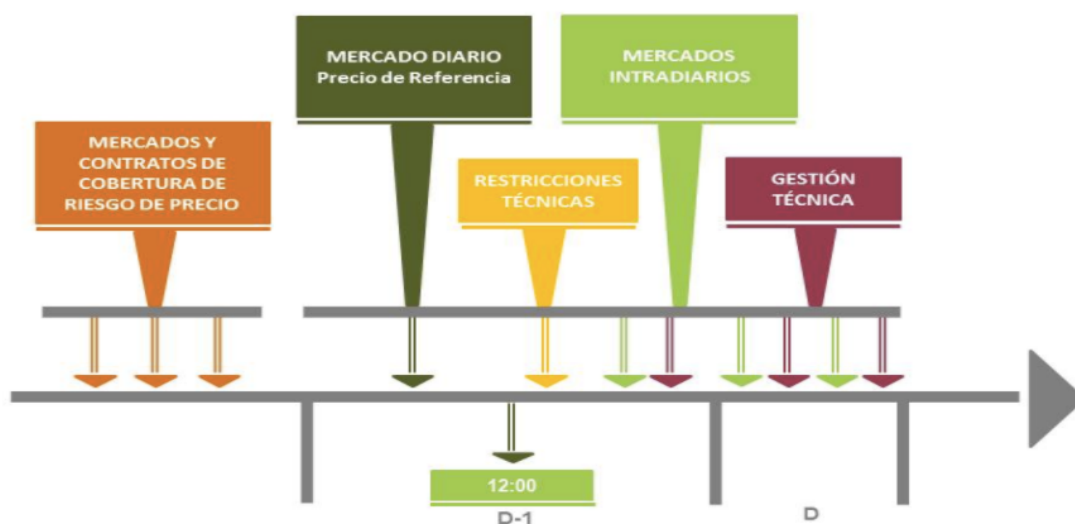 MERCADO DIARIO
Precio de Referencia
MERCADOS
INTRADIARIOS
MERCADOS Y
CONTRATOS DE
COBERTURA DE
RIESGO DE PRECIO
RESTRICCIONES
TÉCNICAS
GESTIÓN
TÉCNICA
12:00
D-1
D